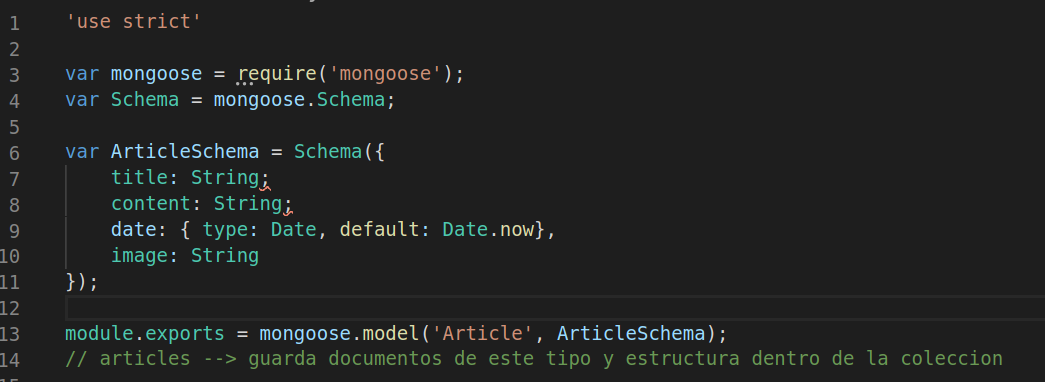 1 'use strict'
2
3 var mongoose = require('mongoose');
4 var Schema = mongoose.Schema;
5
6 var ArticleSchema = Schema({
7 title: String;
8 content: String;
9 date: { type: Date, default: Date.now},
10 image: String
11 });
12
13 module.exports = mongoose.model('Article', ArticleSchema);
14 // articles --> guarda documentos de este tipo y estructura dentro de la coleccion